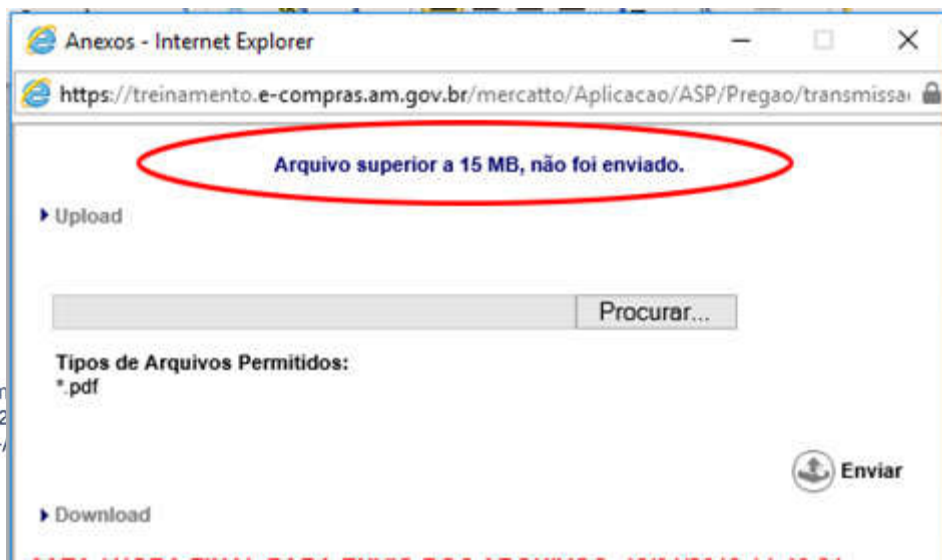 Anexos - Internet Explorer
https://treinamento.e-compras.am.gov.br/mercatto/Aplicacao/ASP/Pregao/transmissa
Arquivo superior a 15 MB, não foi enviado.
Upload
Procurar...
Tipos de Arquivos Permitidos:
*.pdf
Enviar
Download